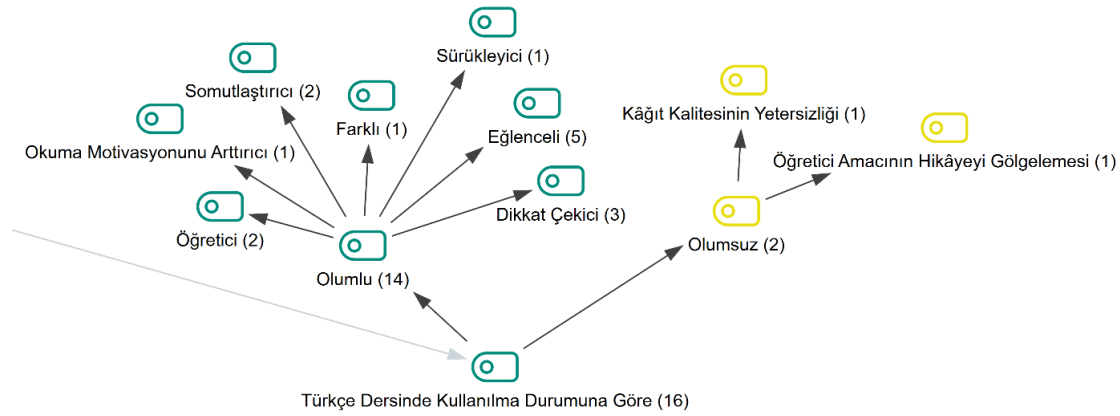 Sürükleyici (1)
Somutlaştırıcı (2)
Kâğıt Kalitesinin Yetersizliği (1)
Farklı (1)
Eğlenceli (5)
Okuma Motivasyonunu Arttırıcı (1)
Öğretici Amacının Hikâyeyi Gölgelemesi (1)
Dikkat Çekici (3)
Öğretici (2)
Olumsuz (2)
Olumlu (14)
Türkçe Dersinde Kullanılma Durumuna Göre (16)